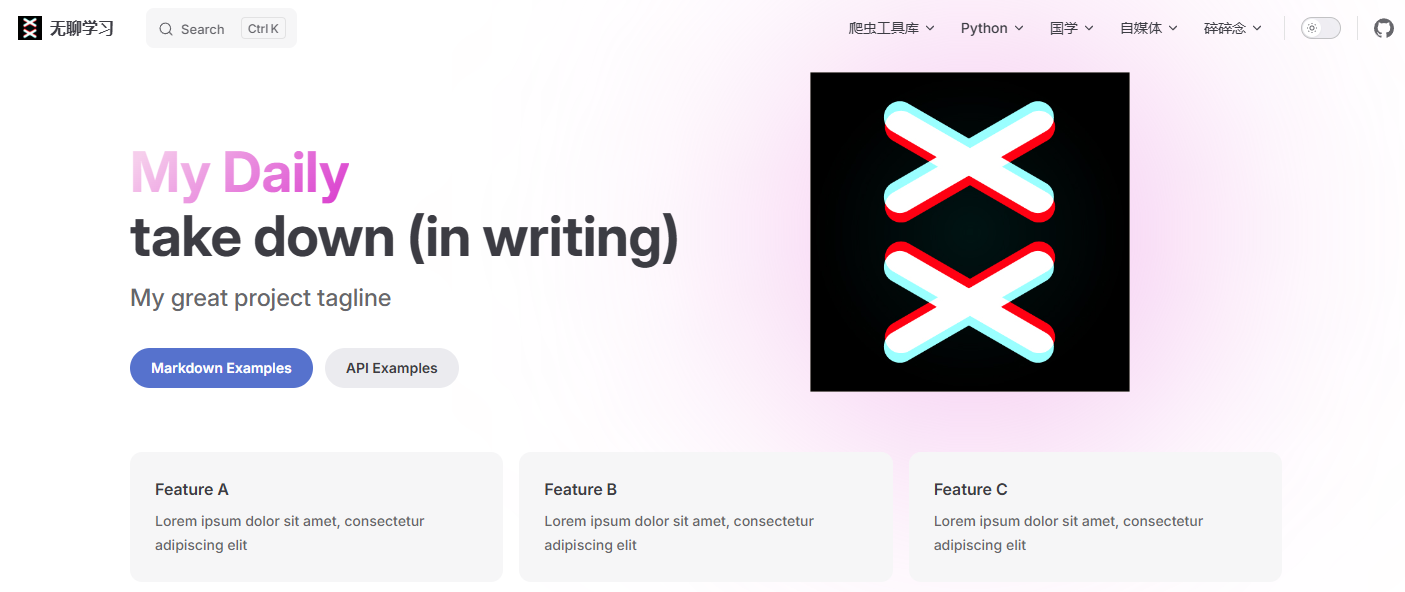 无聊学习
Search Ctrl K
爬虫工具库 Python 国学 自媒体 碎碎念
My Daily
take down (in writing)
My great project tagline
Markdown Examples API Examples
Feature A
Lorem ipsum dolor sit amet, consectetur
adipiscing elit
Feature B
Lorem ipsum dolor sit amet, consectetur
adipiscing elit
Feature C
Lorem ipsum dolor sit amet, consectetur
adipiscing elit